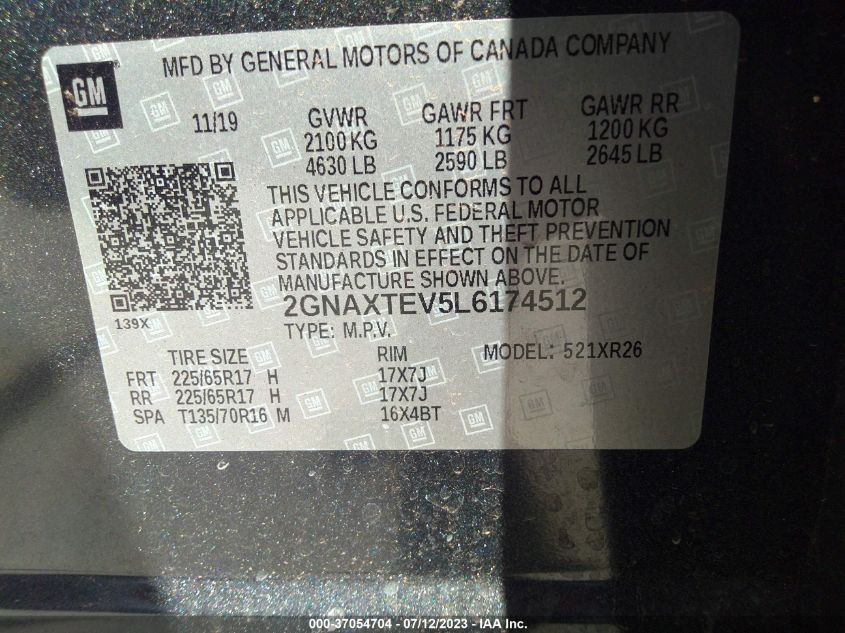 MFD BY GENERAL MOTORS OF CANADA COMPANY
GM
11/19 GVWR GAWR FRT GAWR RR
2100 KG 1175 KG 1200 KG
4630 LB 2590 LB 2645 LB
THIS VEHICLE CONFORMS TO ALL
APPLICABLE U.S. FEDERAL MOTOR
VEHICLE SAFETY AND THEFT PREVENTION
STANDARDS IN EFFECT ON THE DATE OF
MANUFACTURE SHOWN ABOVE.
2GNAXTEV5L6174512
139X
TYPE: M.P.V.
TIRE SIZE RIM MODEL: 521XR26
FRT 225/65R17 H 17X7J
RR 225/65R17 H 17X7J
SPA T135/70R16 M 16X4BT
000-37054704 - 07/12/2023 - IAA Inc.